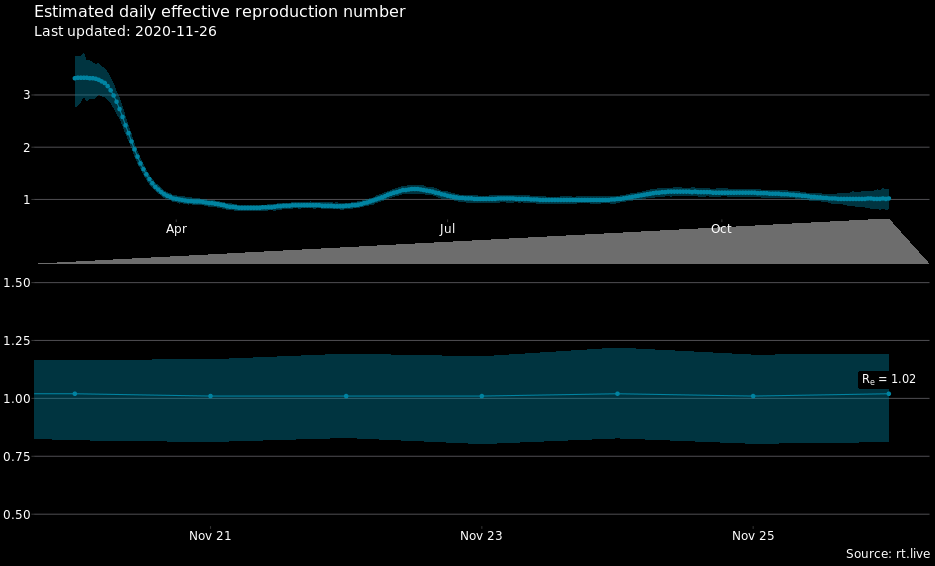 Estimated daily effective reproduction number
Last updated: 2020-11-26
3
2
1
Apr Jul Oct
1.50
1.25
Rₑ = 1.02
1.00
0.75
0.50
Nov 21 Nov 23 Nov 25
Source: rt.live